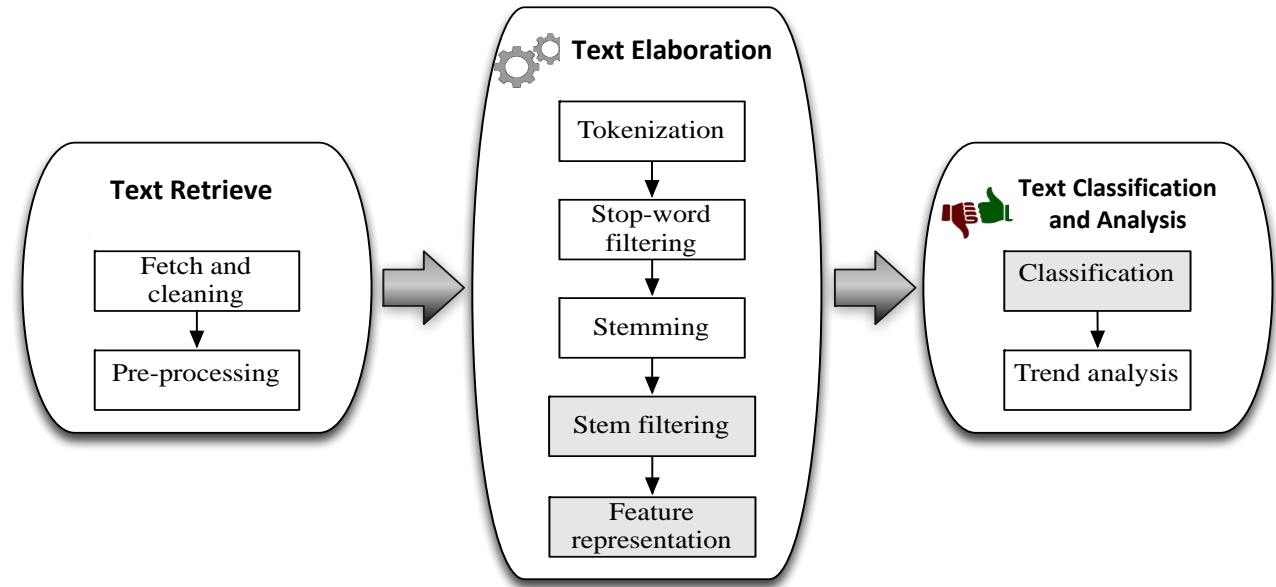 Text Retrieve
Fetch and
cleaning
Pre-processing
Text Elaboration
Tokenization
Stop-word
filtering
Stemming
Stem filtering
Feature
representation
Text Classification
and Analysis
Classification
Trend analysis